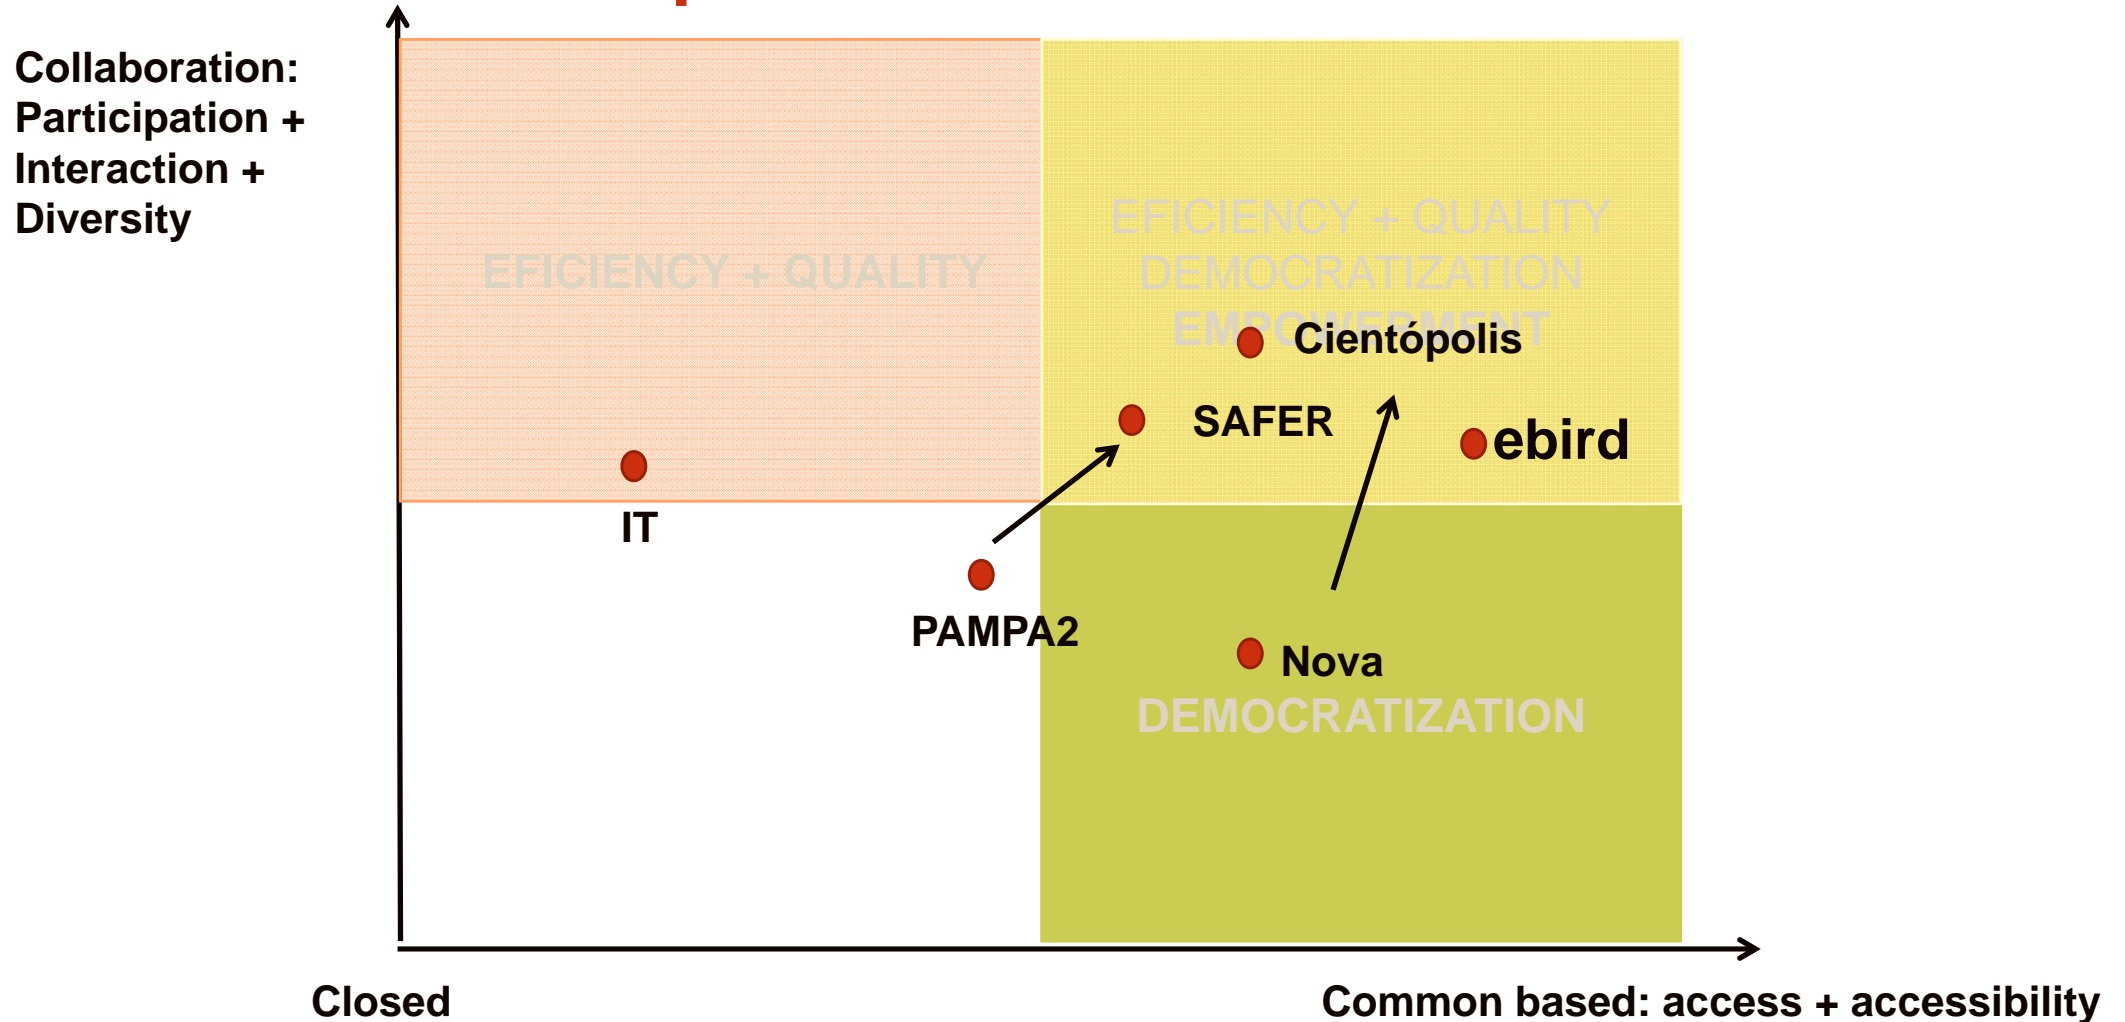 Collaboration:
Participation +
Interaction +
Diversity
EFICIENCY + QUALITY
EFICIENCY + QUALITY
DEMOCRATIZATION
EMPOWERMENT
Cientópolis
SAFER
ebird
IT
PAMPA2
Nova
DEMOCRATIZATION
Closed
Common based: access + accessibility